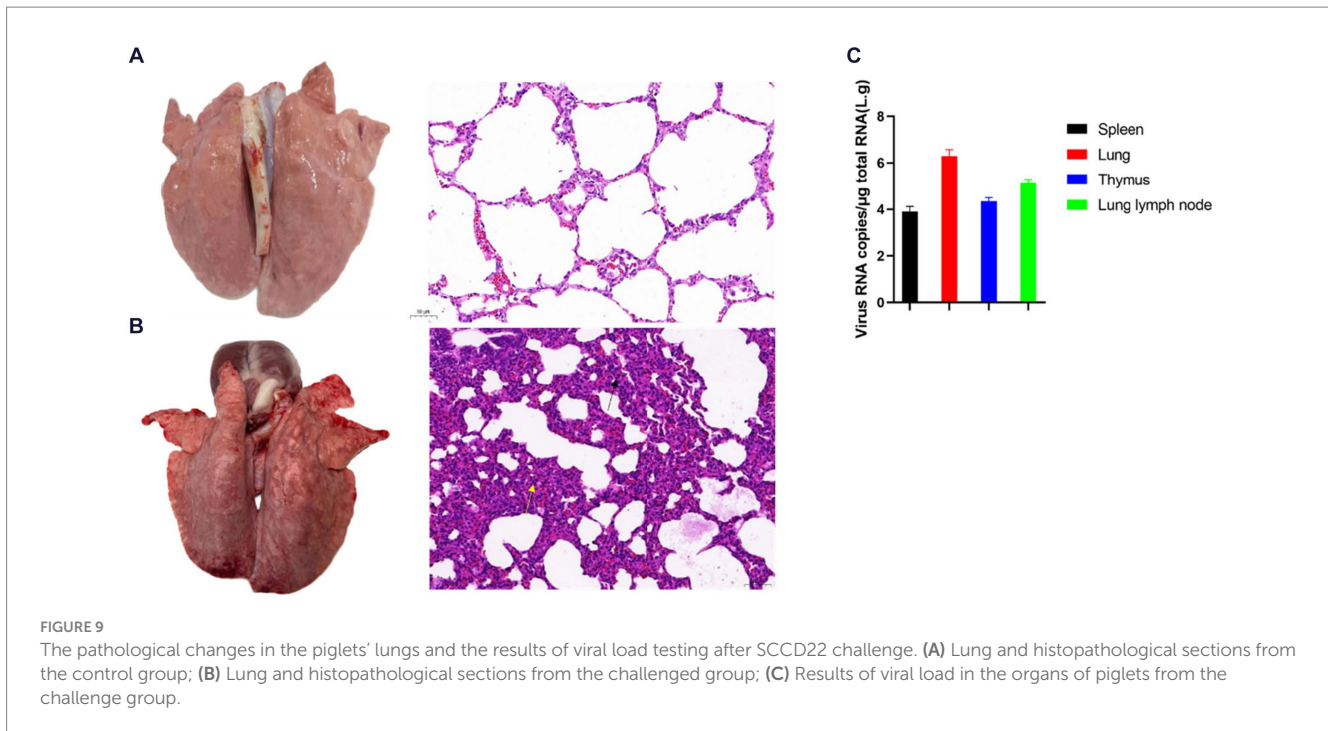 A
C
Virus RNA copies/μg total RNA(L.g)
8
6
4
2
0
Spleen
Lung
Thymus
Lung lymph node
50 μm
B
FIGURE 9
The pathological changes in the piglets’ lungs and the results of viral load testing after SCCD22 challenge. (A) Lung and histopathological sections from
the control group; (B) Lung and histopathological sections from the challenged group; (C) Results of viral load in the organs of piglets from the
challenge group.